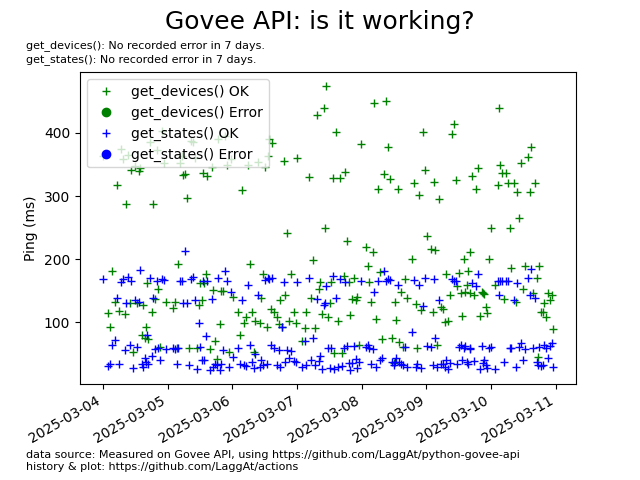 Govee API: is it working?
get_devices(): No recorded error in 7 days.
get_states(): No recorded error in 7 days.
get_devices() OK
get_devices() Error
get_states() OK
get_states() Error
Ping (ms)
400
300
200
100
2025-03-04
2025-03-05
2025-03-06
2025-03-07
2025-03-08
2025-03-09
2025-03-10
2025-03-11
data source: Measured on Govee API, using https://github.com/LaggAt/python-govee-api
history & plot: https://github.com/LaggAt/actions